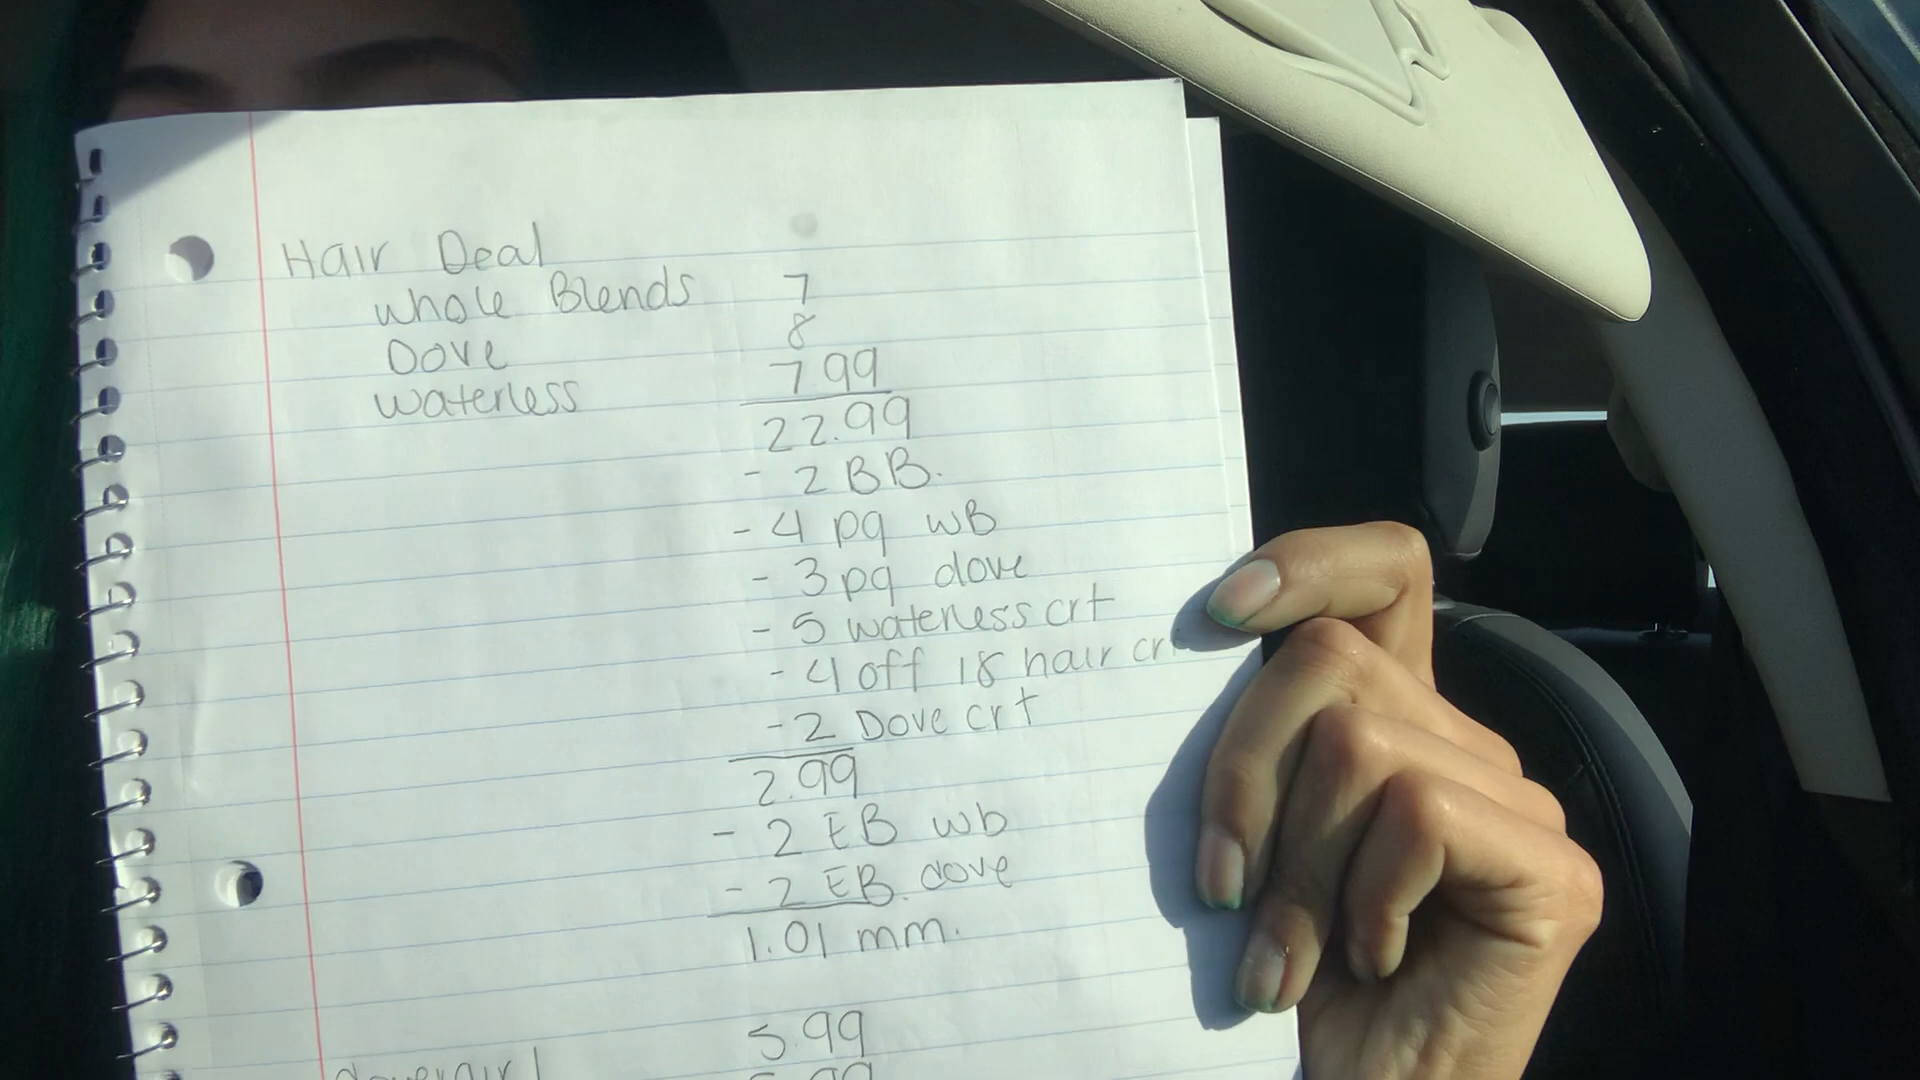 Hair Deal
Whole Blends 7
Dove 8
Waterless 7.99
22.99
- 2 BB.
- 4 pq WB
- 3 pq dove
- 5 waterless crt
- 4 off 18 hair cr
- 2 Dove crt
2.99
- 2 EB wb
- 2 EB. dove
1.01 mm.
5.99